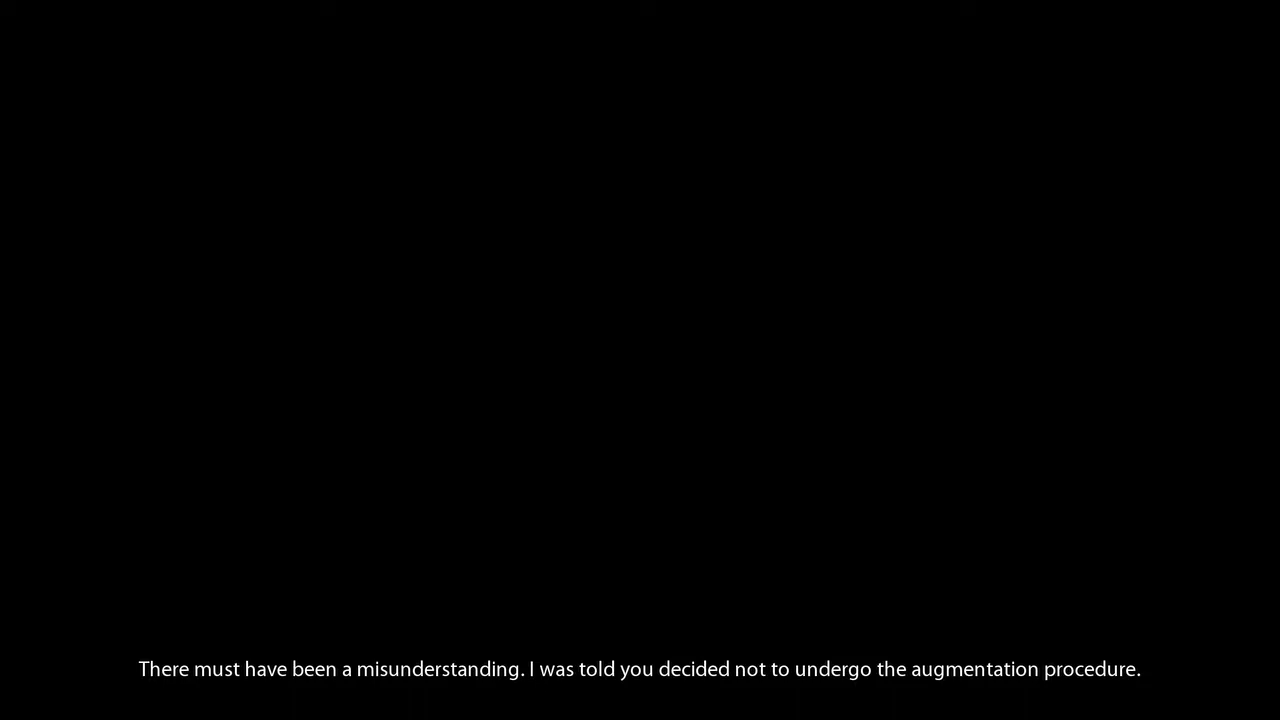 There must have been a misunderstanding. I was told you decided not to undergo the augmentation procedure.